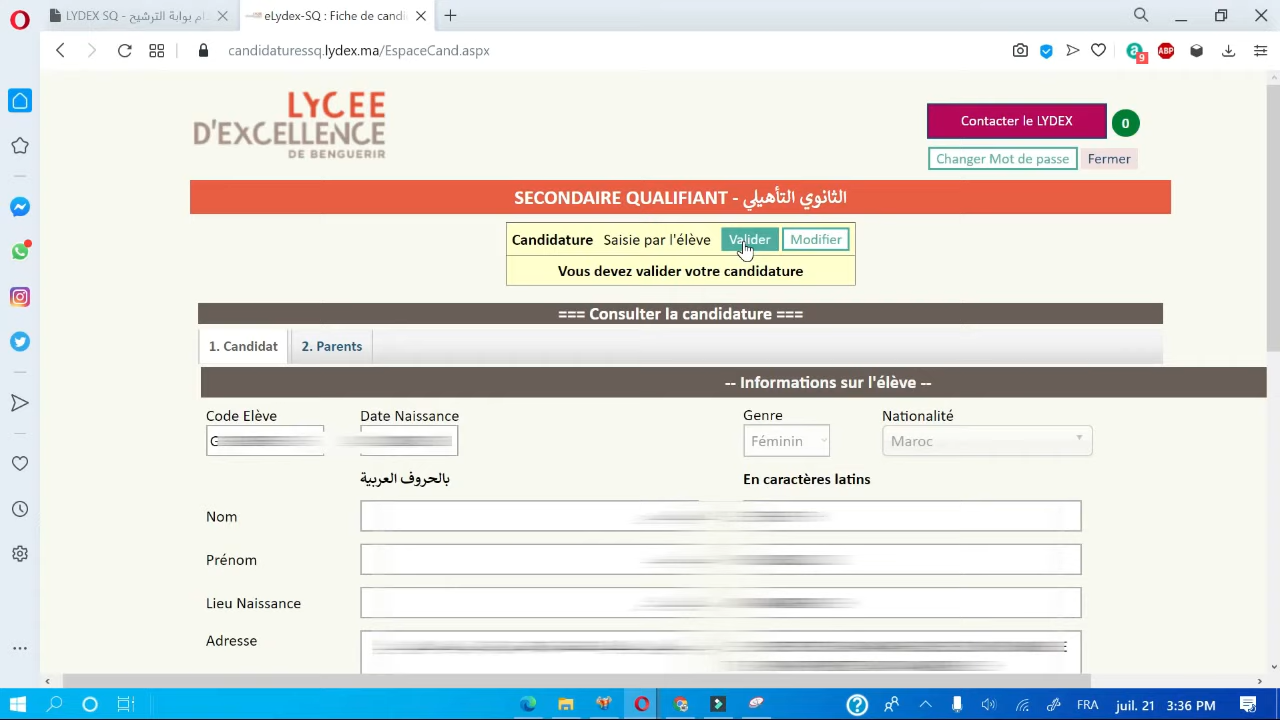 LYDEX SQ - ام بوابة الترشيح
eLydex-SQ : Fiche de candi
candidaturessq.lydex.ma/EspaceCand.aspx
9
ABP
LYCEE
D'EXCELLENCE
DE BENGUERIR
Contacter le LYDEX
0
Changer Mot de passe
Fermer
SECONDAIRE QUALIFIANT - الثانوي التأهيلي
Candidature Saisie par l'élève Valider Modifier
Vous devez valider votre candidature
=== Consulter la candidature ===
1. Candidat 2. Parents
-- Informations sur l'élève --
Code Elève Date Naissance Genre Nationalité
G Féminin Maroc
بالحروف العربية En caractères latins
Nom
Prénom
Lieu Naissance
Adresse
FRA juil. 21 3:36 PM